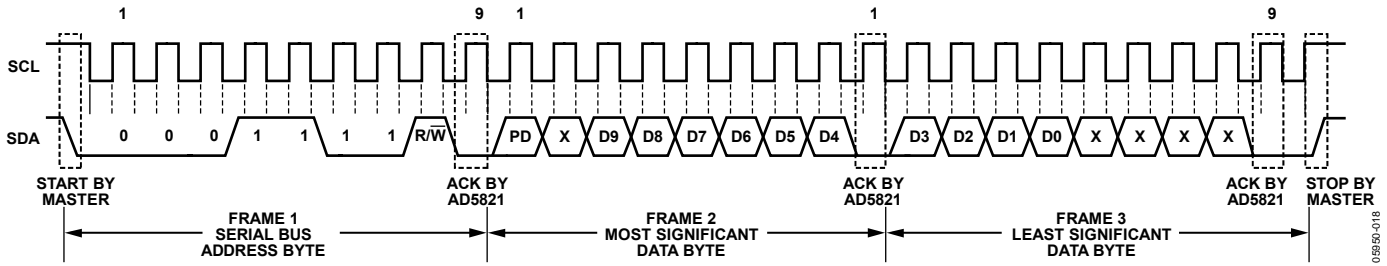 1 9 1 1 9
SCL
SDA 0 0 0 1 1 1 1 R/W PD X D9 D8 D7 D6 D5 D4 D3 D2 D1 D0 X X X X
START BY
MASTER
ACK BY
AD5821
ACK BY
AD5821
ACK BY
AD5821
STOP BY
MASTER
FRAME 1
SERIAL BUS
ADDRESS BYTE
FRAME 2
MOST SIGNIFICANT
DATA BYTE
FRAME 3
LEAST SIGNIFICANT
DATA BYTE
05950-018